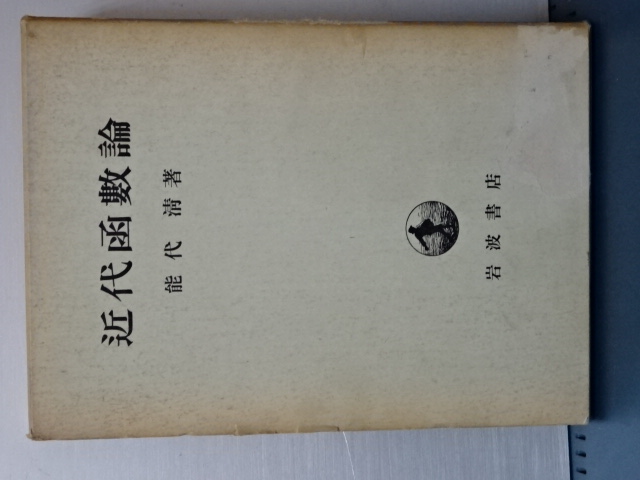 近代函數論
能代 清 著
岩波書店